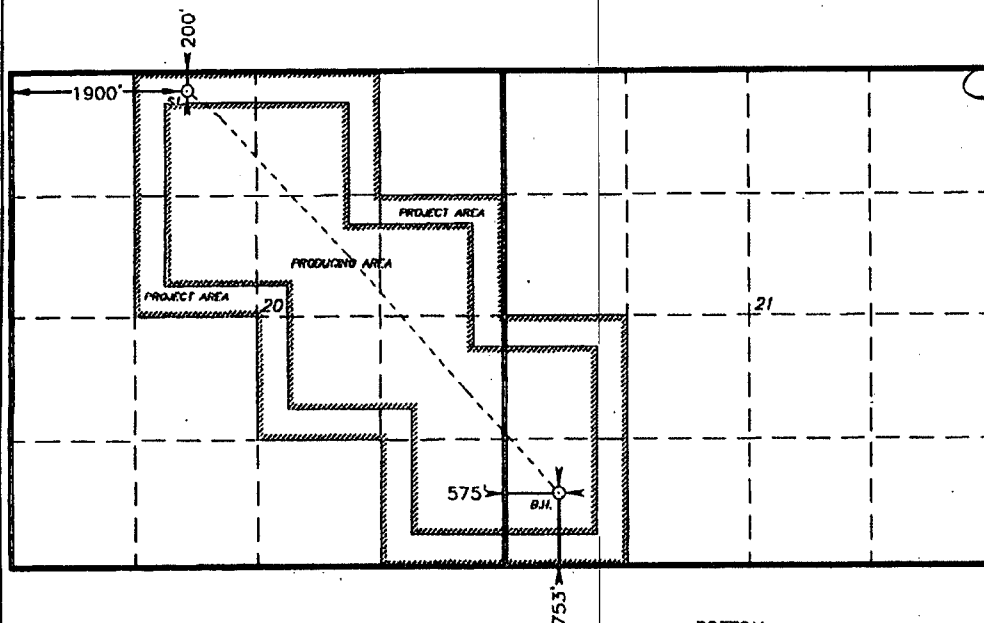 200'
1900'
S.L.
PROJECT AREA
PRODUCING AREA
PROJECT AREA
20
21
575'
B.H.
753'